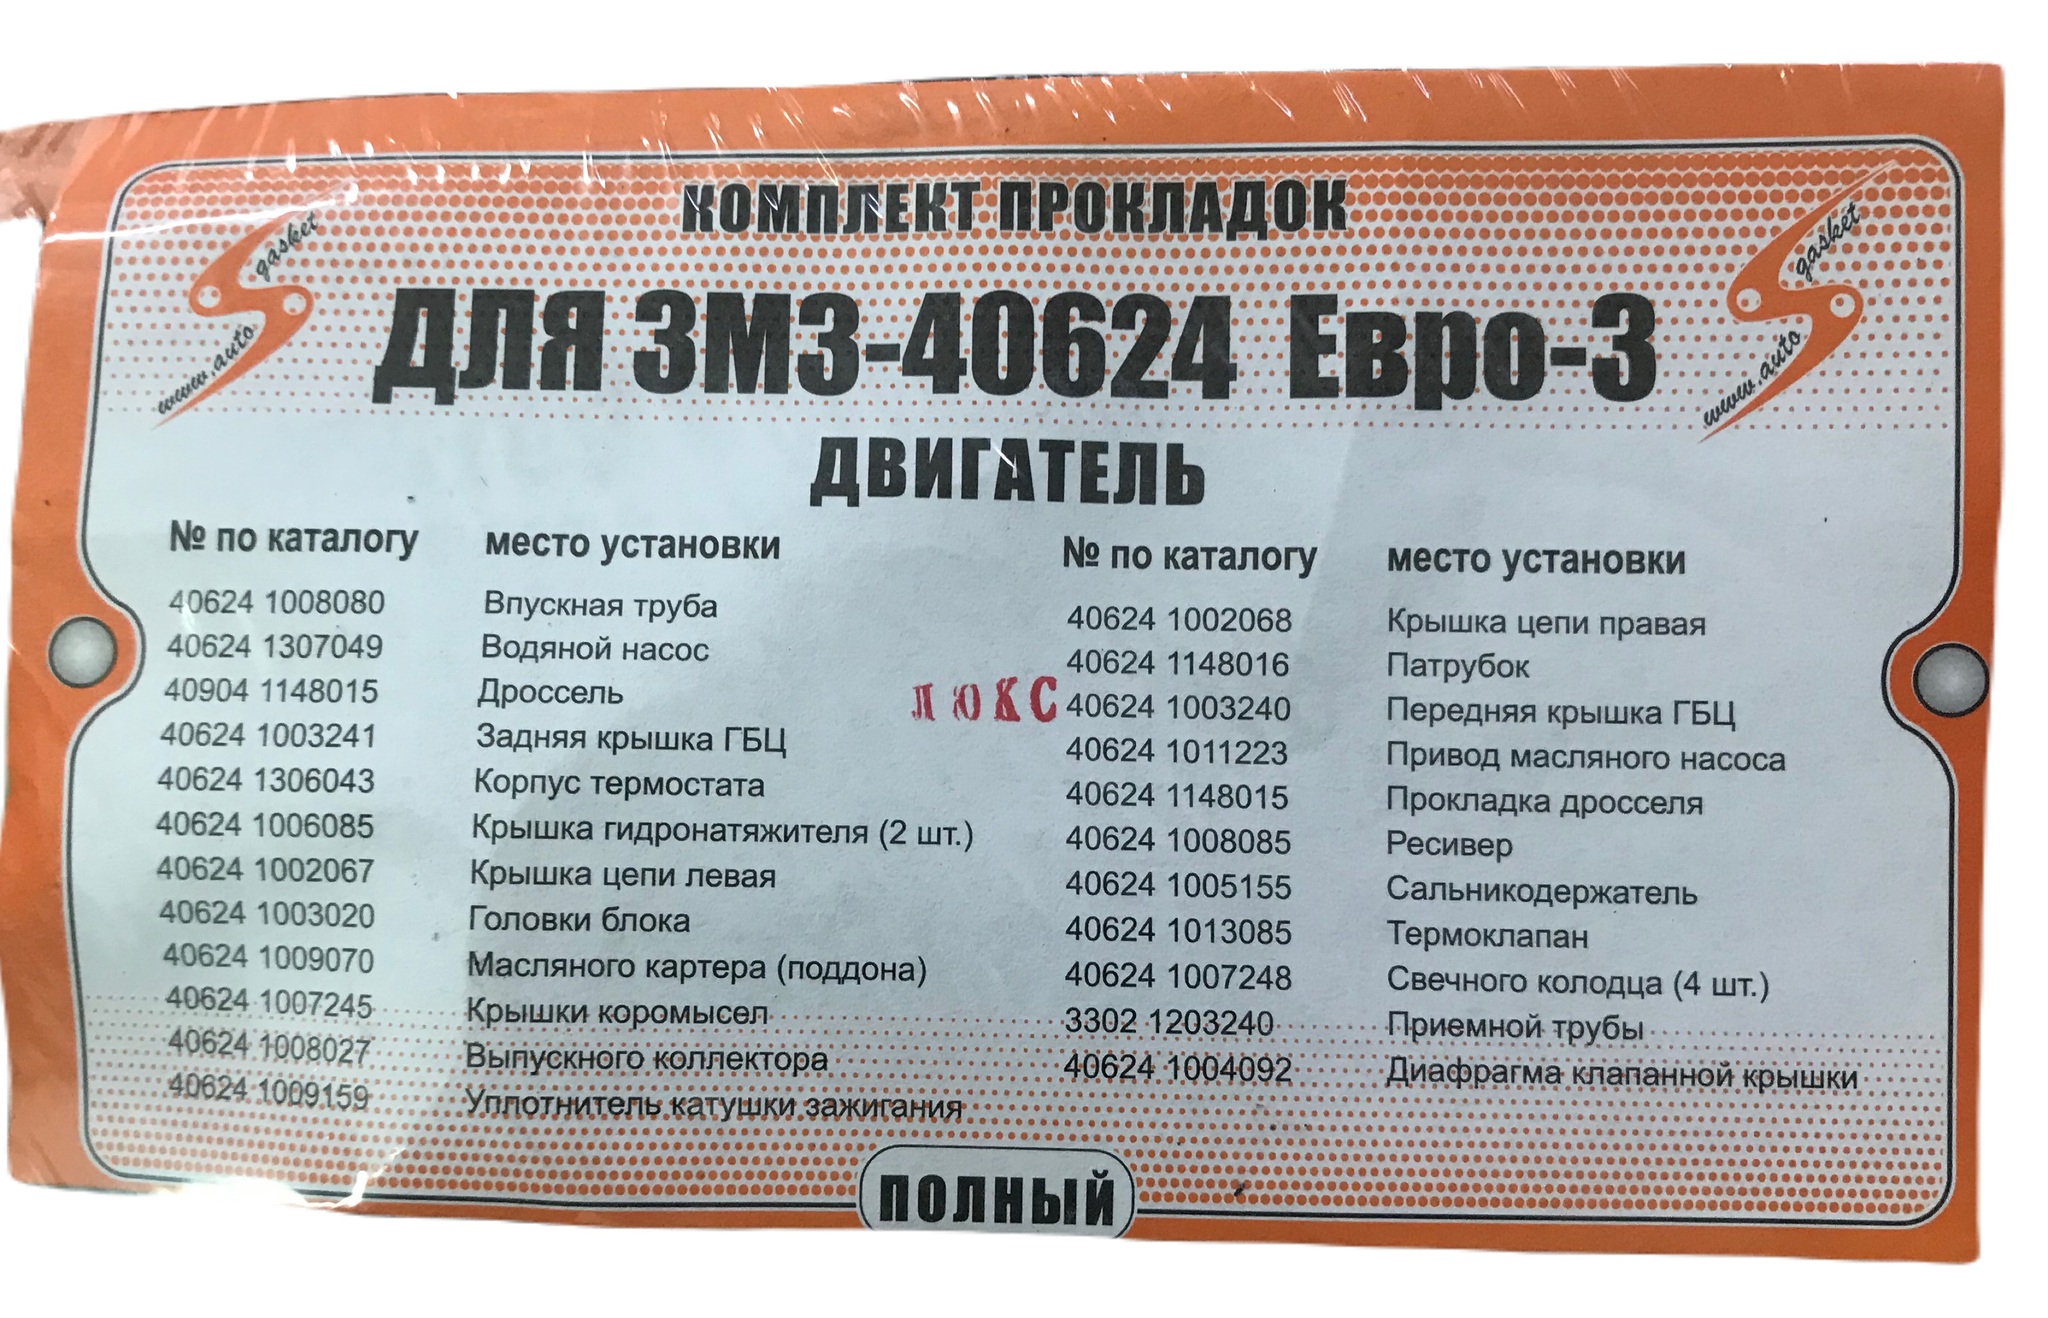 КОМПЛЕКТ ПРОКЛАДОК
www.auto gasket
www.auto gasket
ДЛЯ ЗМЗ-40624 Евро-3
ДВИГАТЕЛЬ
№ по каталогу место установки
40624 1008080 Впускная труба
40624 1307049 Водяной насос
40904 1148015 Дроссель
40624 1003241 Задняя крышка ГБЦ
40624 1306043 Корпус термостата
40624 1006085 Крышка гидронатяжителя (2 шт.)
40624 1002067 Крышка цепи левая
40624 1003020 Головки блока
40624 1009070 Масляного картера (поддона)
40624 1007245 Крышки коромысел
40624 1008027 Выпускного коллектора
40624 1009159 Уплотнитель катушки зажигания
ЛЮКС
№ по каталогу место установки
40624 1002068 Крышка цепи правая
40624 1148016 Патрубок
40624 1003240 Передняя крышка ГБЦ
40624 1011223 Привод масляного насоса
40624 1148015 Прокладка дросселя
40624 1008085 Ресивер
40624 1005155 Сальникодержатель
40624 1013085 Термоклапан
40624 1007248 Свечного колодца (4 шт.)
3302 1203240 Приемной трубы
40624 1004092 Диафрагма клапанной крышки
ПОЛНЫЙ